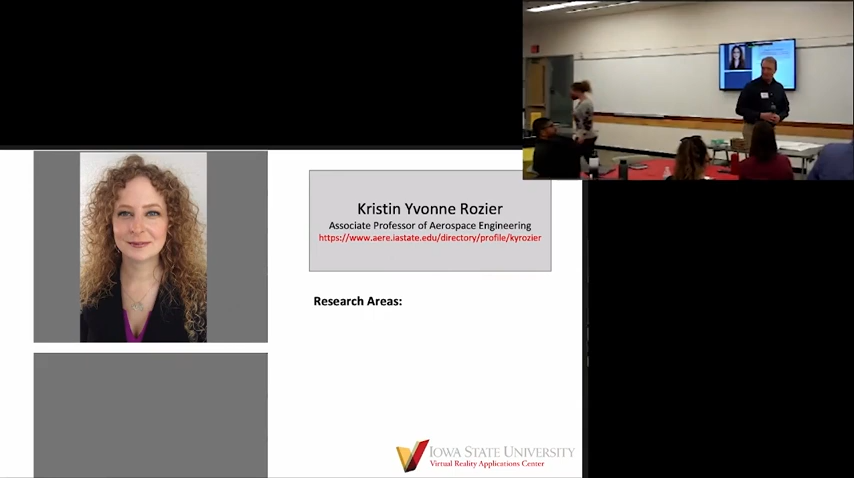 Kristin Yvonne Rozier
Associate Professor of Aerospace Engineering
https://www.aere.iastate.edu/directory/profile/kyrozier
Research Areas:
IOWA STATE UNIVERSITY
Virtual Reality Applications Center